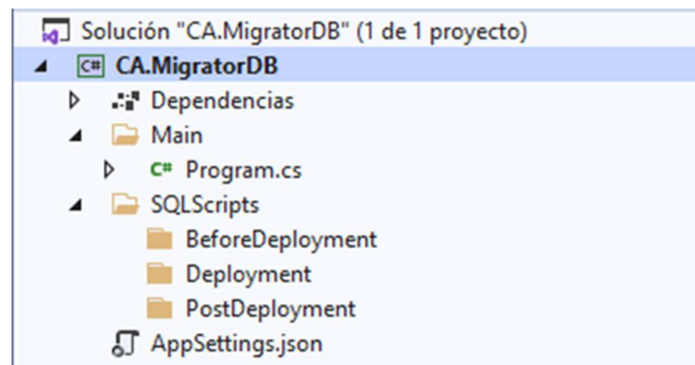 Solución "CA.MigratorDB" (1 de 1 proyecto)
C# CA.MigratorDB
Dependencias
Main
C# Program.cs
SQLScripts
BeforeDeployment
Deployment
PostDeployment
AppSettings.json